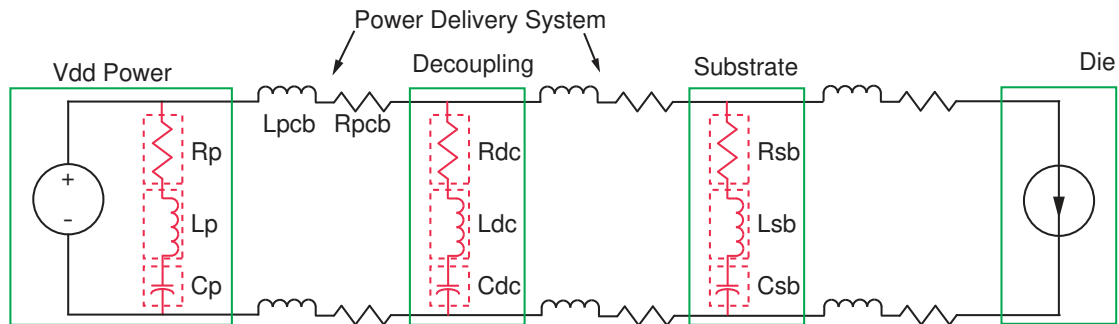 Power Delivery System
Vdd Power
Decoupling
Substrate
Die
Lpcb Rpcb
Rp
Rdc
Rsb
+
-
Lp
Ldc
Lsb
Cp
Cdc
Csb